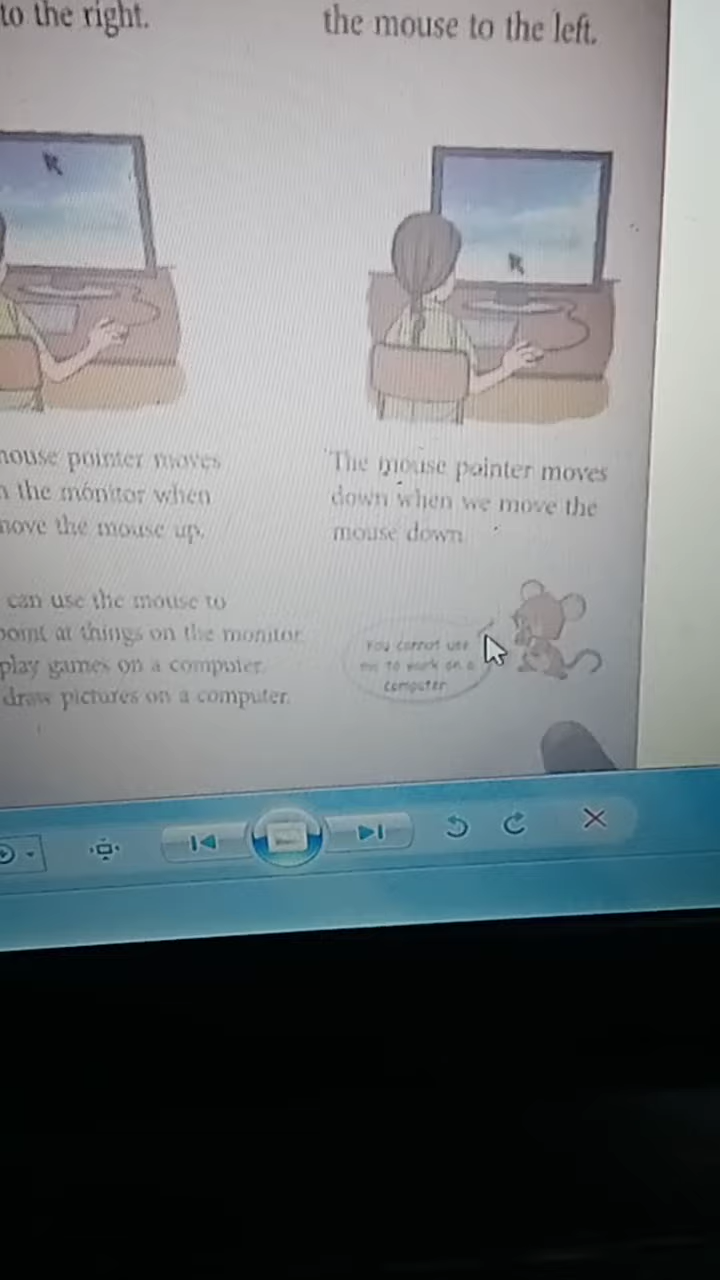 to the right.
the mouse to the left.
mouse pointer moves
the monitor when
move the mouse up.
The mouse pointer moves
down when we move the
mouse down.
can use the mouse to
point at things on the monitor.
play games on a computer.
draw pictures on a computer.
You cannot use
me to work on a
computer